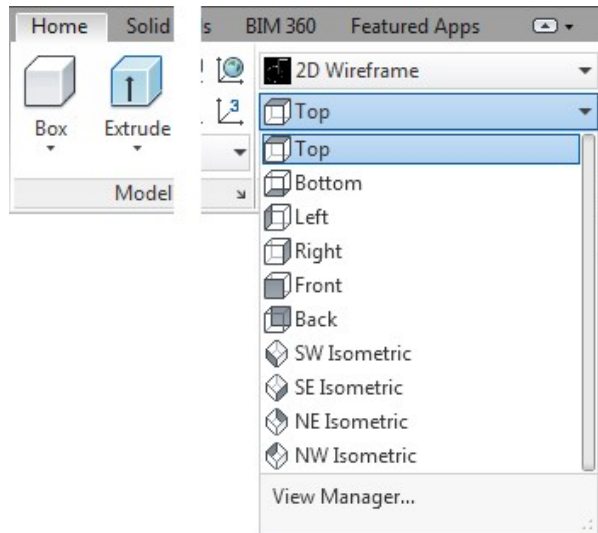 Home Solid s BIM 360 Featured Apps
2D Wireframe
3 Top
Box Extrude
Top
Bottom
Model
Left
Right
Front
Back
SW Isometric
SE Isometric
NE Isometric
NW Isometric
View Manager...